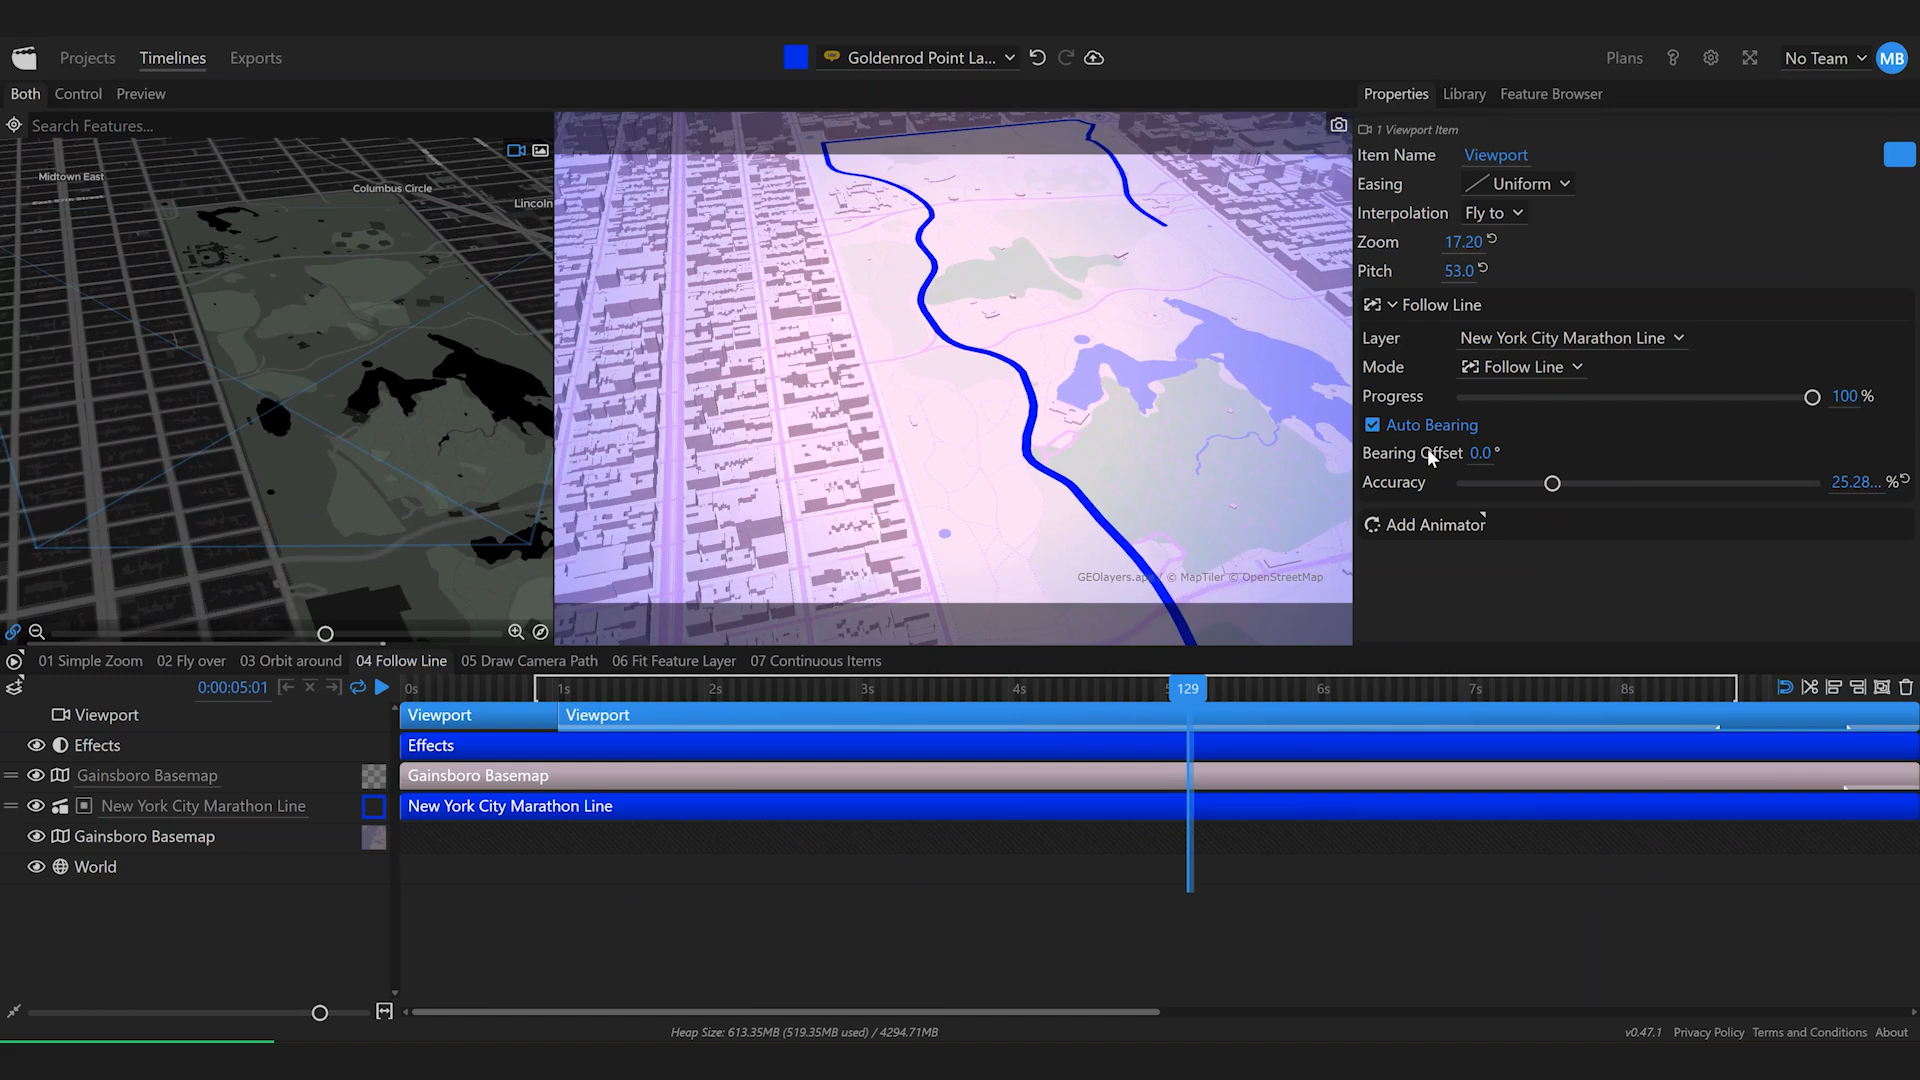 Projects Timelines Exports Goldenrod Point La... Plans No Team MB
Both Control Preview Properties Library Feature Browser
Search Features...
Midtown East
Columbus Circle
Lincoln
1 Viewport Item
Item Name Viewport
Easing Uniform
Interpolation Fly to
Zoom 17.20
Pitch 53.0
Follow Line
Layer New York City Marathon Line
Mode Follow Line
Progress 100 %
Auto Bearing
Bearing Offset 0.0 °
Accuracy 25.28... %
Add Animator
GEOlayers.app / © MapTiler © OpenStreetMap
01 Simple Zoom 02 Fly over 03 Orbit around 04 Follow Line 05 Draw Camera Path 06 Fit Feature Layer 07 Continuous Items
0:00:05:01 0s 1s 2s 3s 4s 129 6s 7s 8s
Viewport Viewport Viewport
Effects Effects
Gainsboro Basemap Gainsboro Basemap
New York City Marathon Line New York City Marathon Line
Gainsboro Basemap
World
Heap Size: 613.35MB (519.35MB used) / 4294.71MB
v0.47.1 Privacy Policy Terms and Conditions About